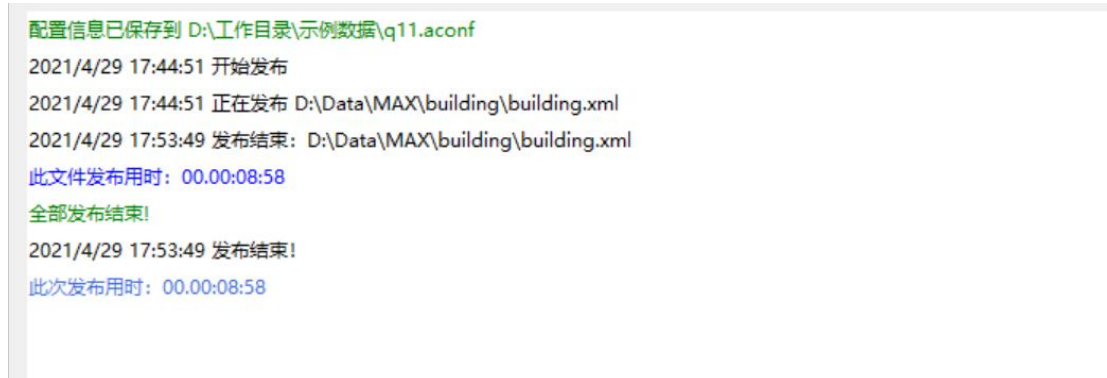 配置信息已保存到 D:\工作目录\示例数据\q11.aconf
2021/4/29 17:44:51 开始发布
2021/4/29 17:44:51 正在发布 D:\Data\MAX\building\building.xml
2021/4/29 17:53:49 发布结束：D:\Data\MAX\building\building.xml
此文件发布用时：00.00:08:58
全部发布结束!
2021/4/29 17:53:49 发布结束!
此次发布用时：00.00:08:58